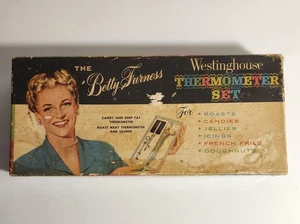 THE
Betty Furness
Westinghouse
THERMOMETER
SET
CANDY AND DEEP FAT
THERMOMETER
ROAST MEAT THERMOMETER
AND SKEWER
For
• ROASTS
• CANDIES
• JELLIES
• ICINGS
• FRENCH FRIES
• DOUGHNUTS